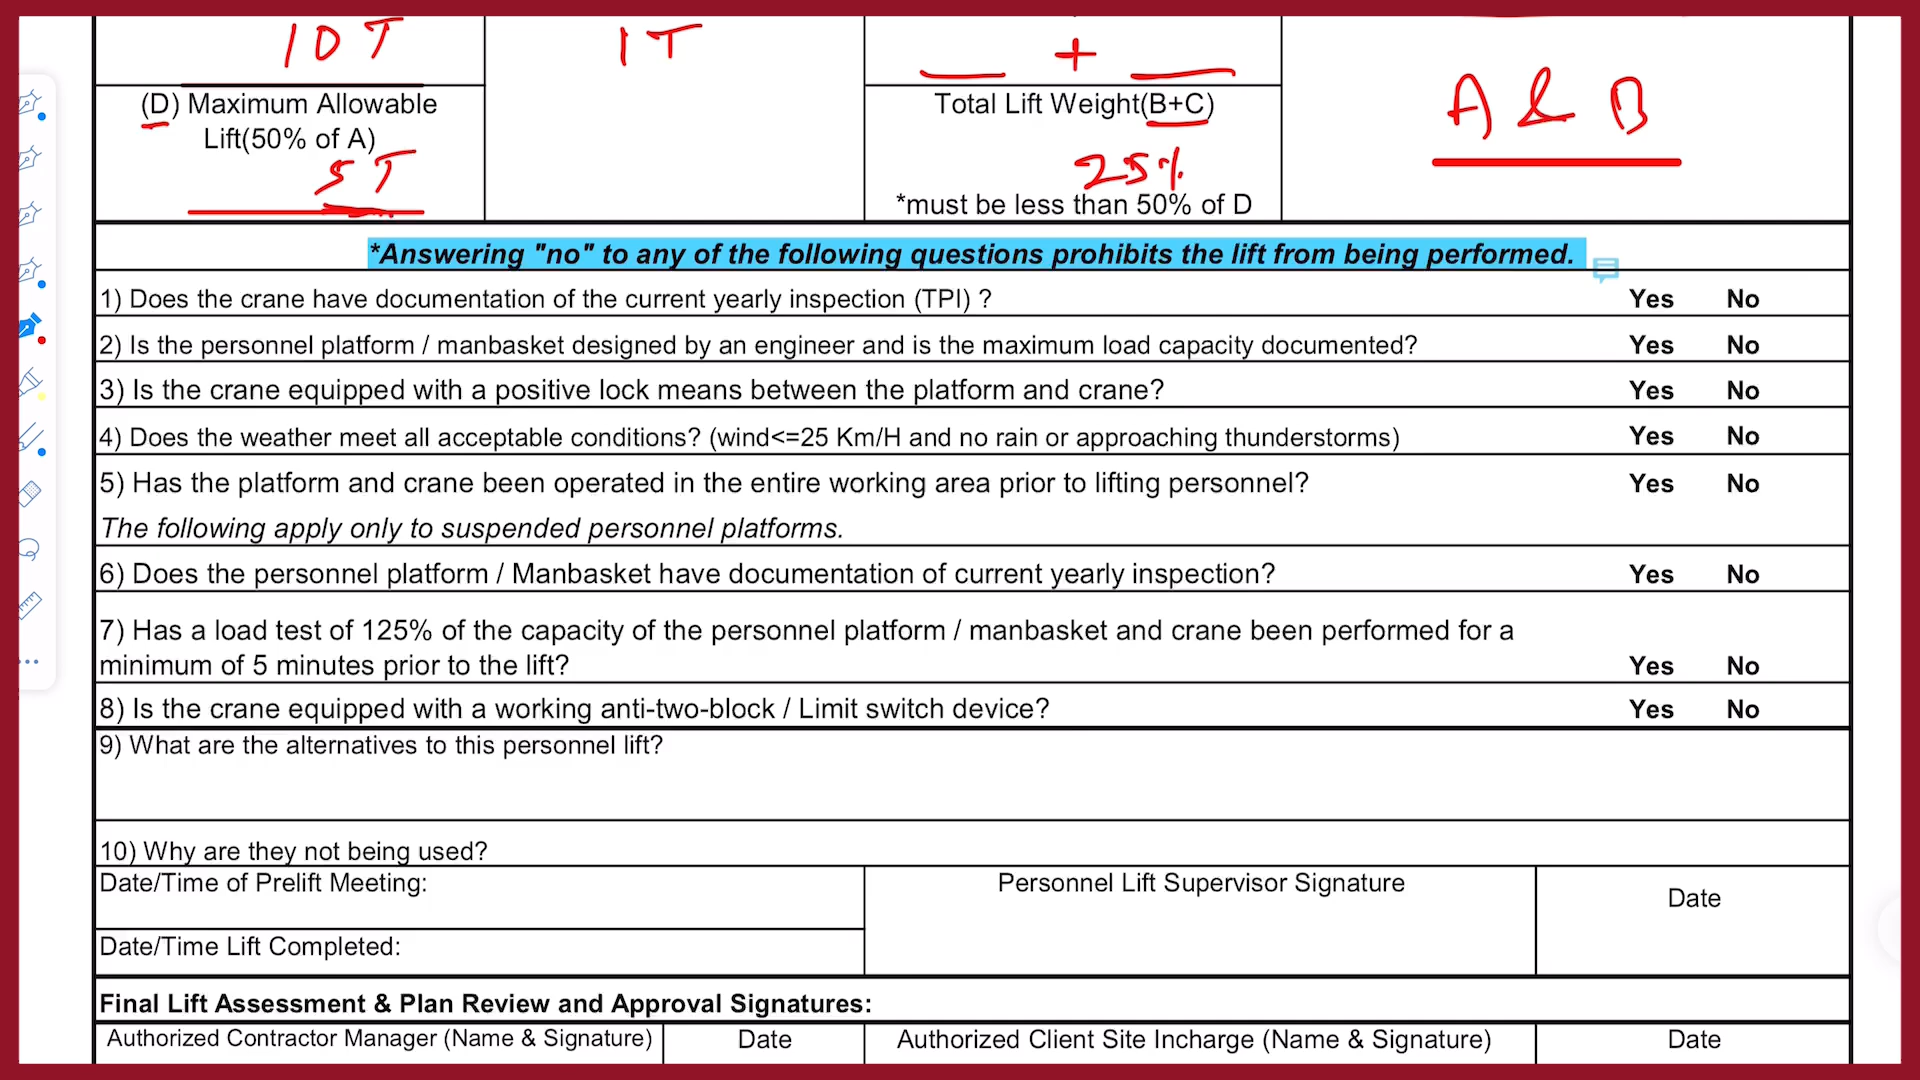 10 T
1 T
+
(D) Maximum Allowable
Lift(50% of A)
5 T
Total Lift Weight(B+C)
25%
*must be less than 50% of D
A & B
*Answering "no" to any of the following questions prohibits the lift from being performed.
1) Does the crane have documentation of the current yearly inspection (TPI) ? Yes No
2) Is the personnel platform / manbasket designed by an engineer and is the maximum load capacity documented? Yes No
3) Is the crane equipped with a positive lock means between the platform and crane? Yes No
4) Does the weather meet all acceptable conditions? (wind<=25 Km/H and no rain or approaching thunderstorms) Yes No
5) Has the platform and crane been operated in the entire working area prior to lifting personnel? Yes No
The following apply only to suspended personnel platforms.
6) Does the personnel platform / Manbasket have documentation of current yearly inspection? Yes No
7) Has a load test of 125% of the capacity of the personnel platform / manbasket and crane been performed for a
minimum of 5 minutes prior to the lift? Yes No
8) Is the crane equipped with a working anti-two-block / Limit switch device? Yes No
9) What are the alternatives to this personnel lift?
10) Why are they not being used?
Date/Time of Prelift Meeting:
Personnel Lift Supervisor Signature
Date
Date/Time Lift Completed:
Final Lift Assessment & Plan Review and Approval Signatures:
Authorized Contractor Manager (Name & Signature) Date Authorized Client Site Incharge (Name & Signature) Date